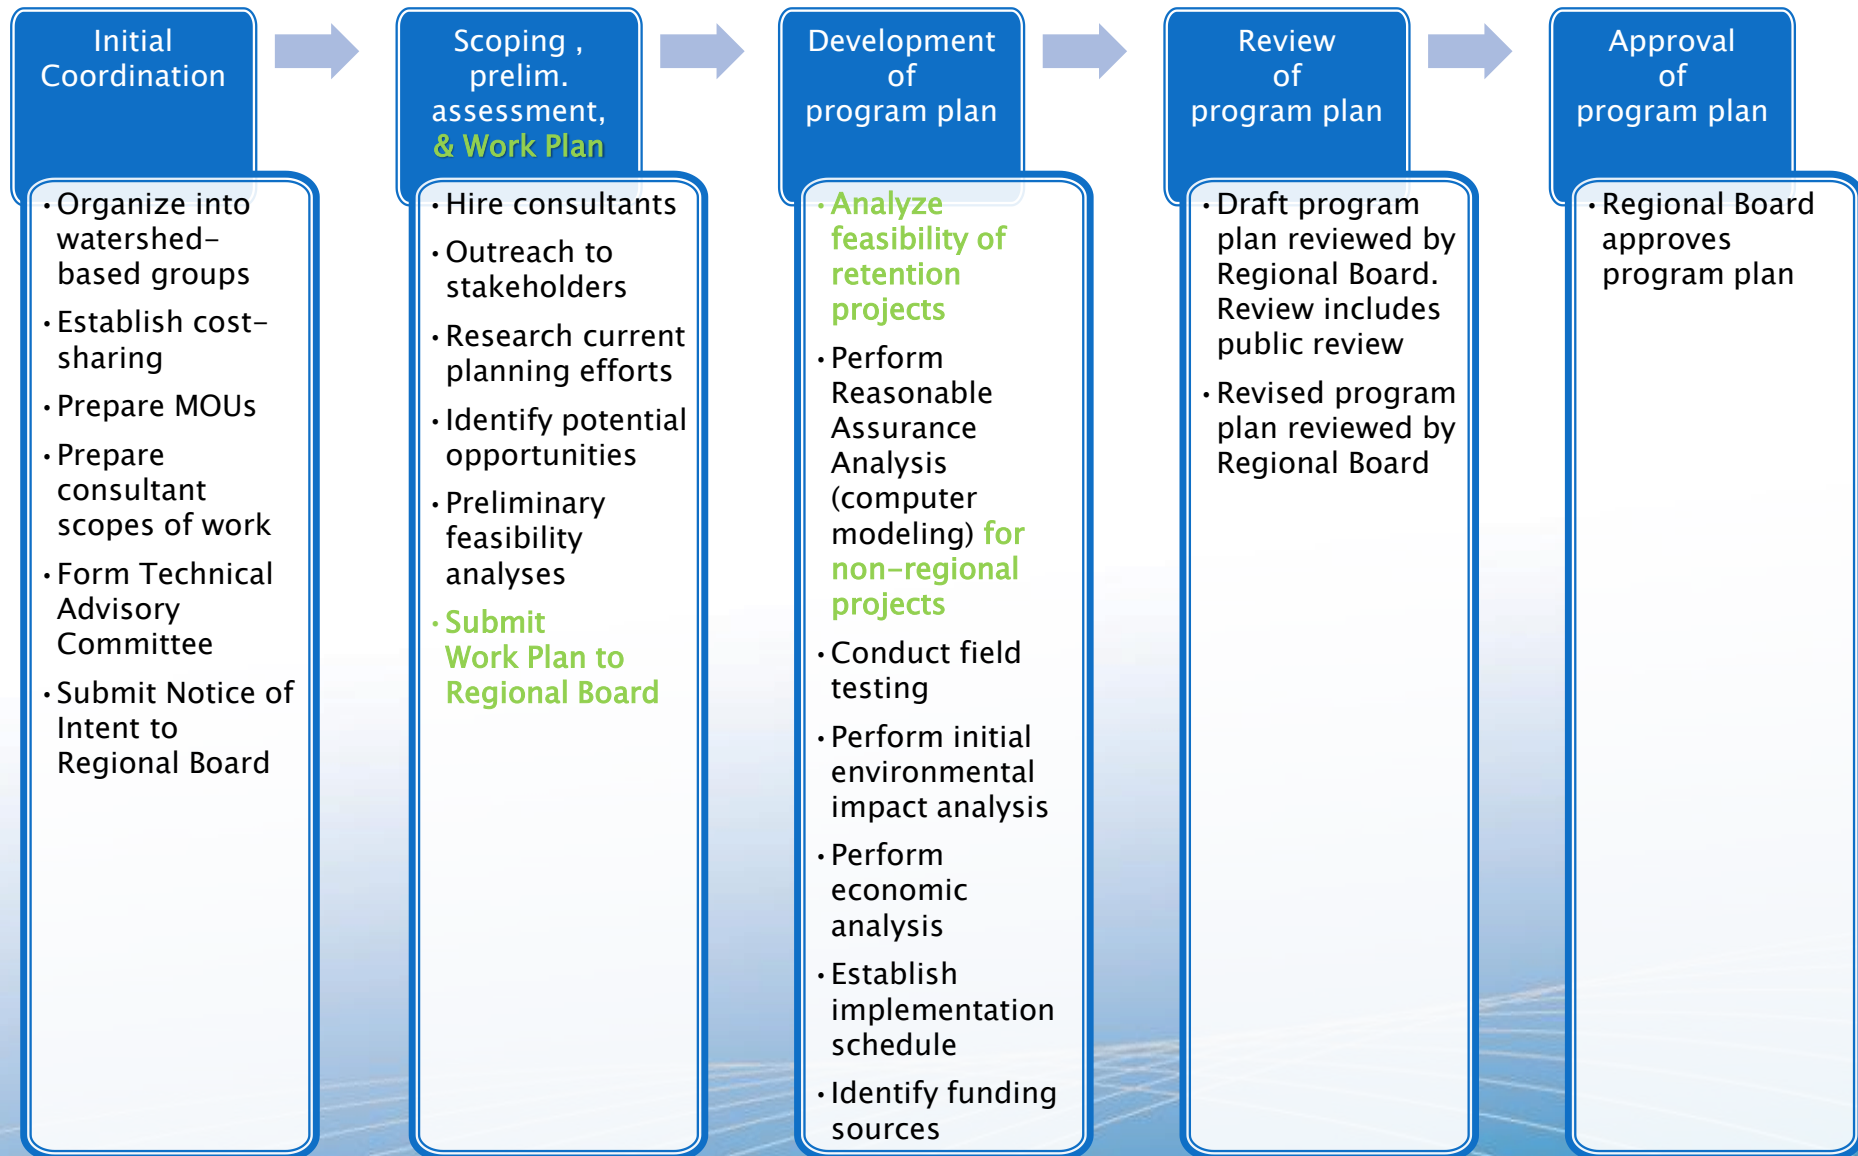 Initial
Coordination
Scoping ,
prelim.
assessment,
& Work Plan
Development
of
program plan
Review
of
program plan
Approval
of
program plan
•Organize into
watershed-
based groups
•Establish cost-
sharing
•Prepare MOUs
•Prepare
consultant
scopes of work
•Form Technical
Advisory
Committee
•Submit Notice of
Intent to
Regional Board
•Hire consultants
•Outreach to
stakeholders
•Research current
planning efforts
•Identify potential
opportunities
•Preliminary
feasibility
analyses
•Submit
Work Plan to
Regional Board
•Analyze
feasibility of
retention
projects
•Perform
Reasonable
Assurance
Analysis
(computer
modeling) for
non-regional
projects
•Conduct field
testing
•Perform initial
environmental
impact analysis
•Perform
economic
analysis
•Establish
implementation
schedule
•Identify funding
sources
•Draft program
plan reviewed by
Regional Board.
Review includes
public review
•Revised program
plan reviewed by
Regional Board
•Regional Board
approves
program plan